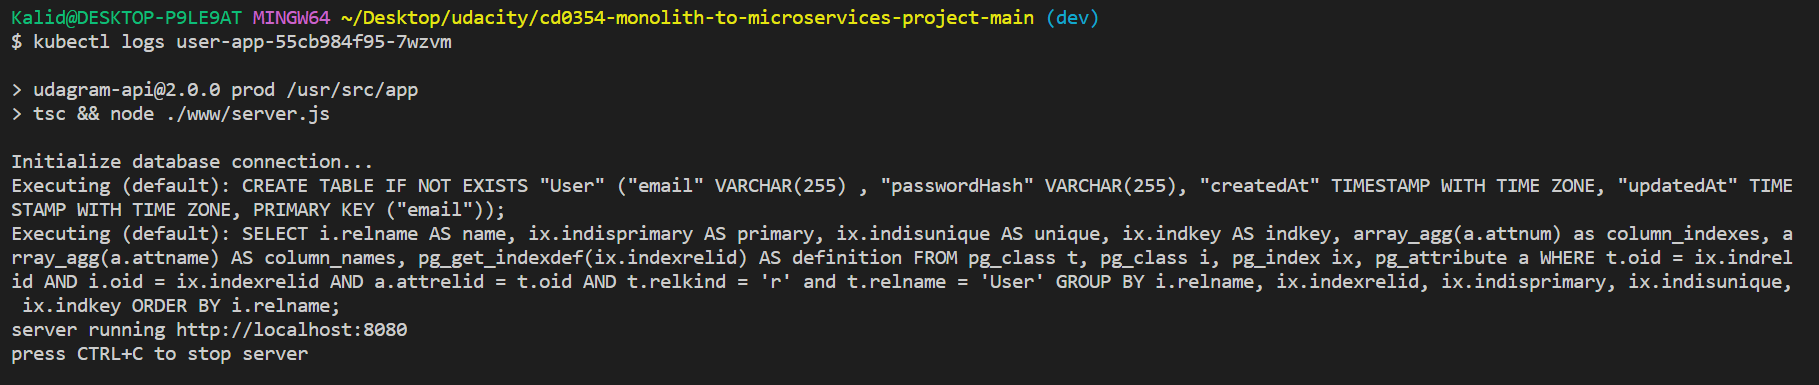 Kalid@DESKTOP-P9LE9AT MINGW64 ~/Desktop/udacity/cd0354-monolith-to-microservices-project-main (dev)
$ kubectl logs user-app-55cb984f95-7wzvm
> udagram-api@2.0.0 prod /usr/src/app
> tsc && node ./www/server.js
Initialize database connection...
Executing (default): CREATE TABLE IF NOT EXISTS "User" ("email" VARCHAR(255) , "passwordHash" VARCHAR(255), "createdAt" TIMESTAMP WITH TIME ZONE, "updatedAt" TIME
STAMP WITH TIME ZONE, PRIMARY KEY ("email"));
Executing (default): SELECT i.relname AS name, ix.indisprimary AS primary, ix.indisunique AS unique, ix.indkey AS indkey, array_agg(a.attnum) as column_indexes, a
rray_agg(a.attname) AS column_names, pg_get_indexdef(ix.indexrelid) AS definition FROM pg_class t, pg_class i, pg_index ix, pg_attribute a WHERE t.oid = ix.indrel
id AND i.oid = ix.indexrelid AND a.attrelid = t.oid AND t.relkind = 'r' and t.relname = 'User' GROUP BY i.relname, ix.indexrelid, ix.indisprimary, ix.indisunique,
 ix.indkey ORDER BY i.relname;
server running http://localhost:8080
press CTRL+C to stop server